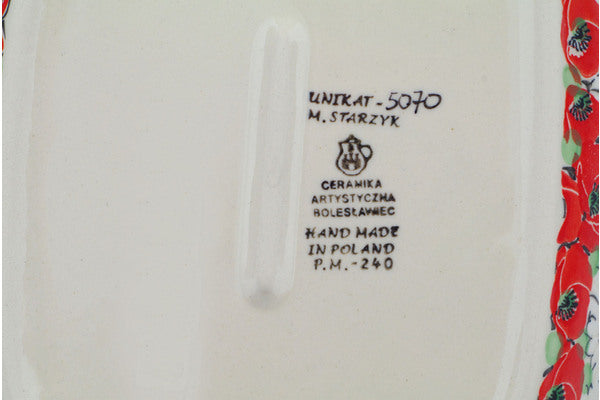 UNIKAT-5070
M. STARZYK
CERAMIKA
ARTYSTYCZNA
BOLESŁAWIEC
HAND MADE
IN POLAND
P.M.-240